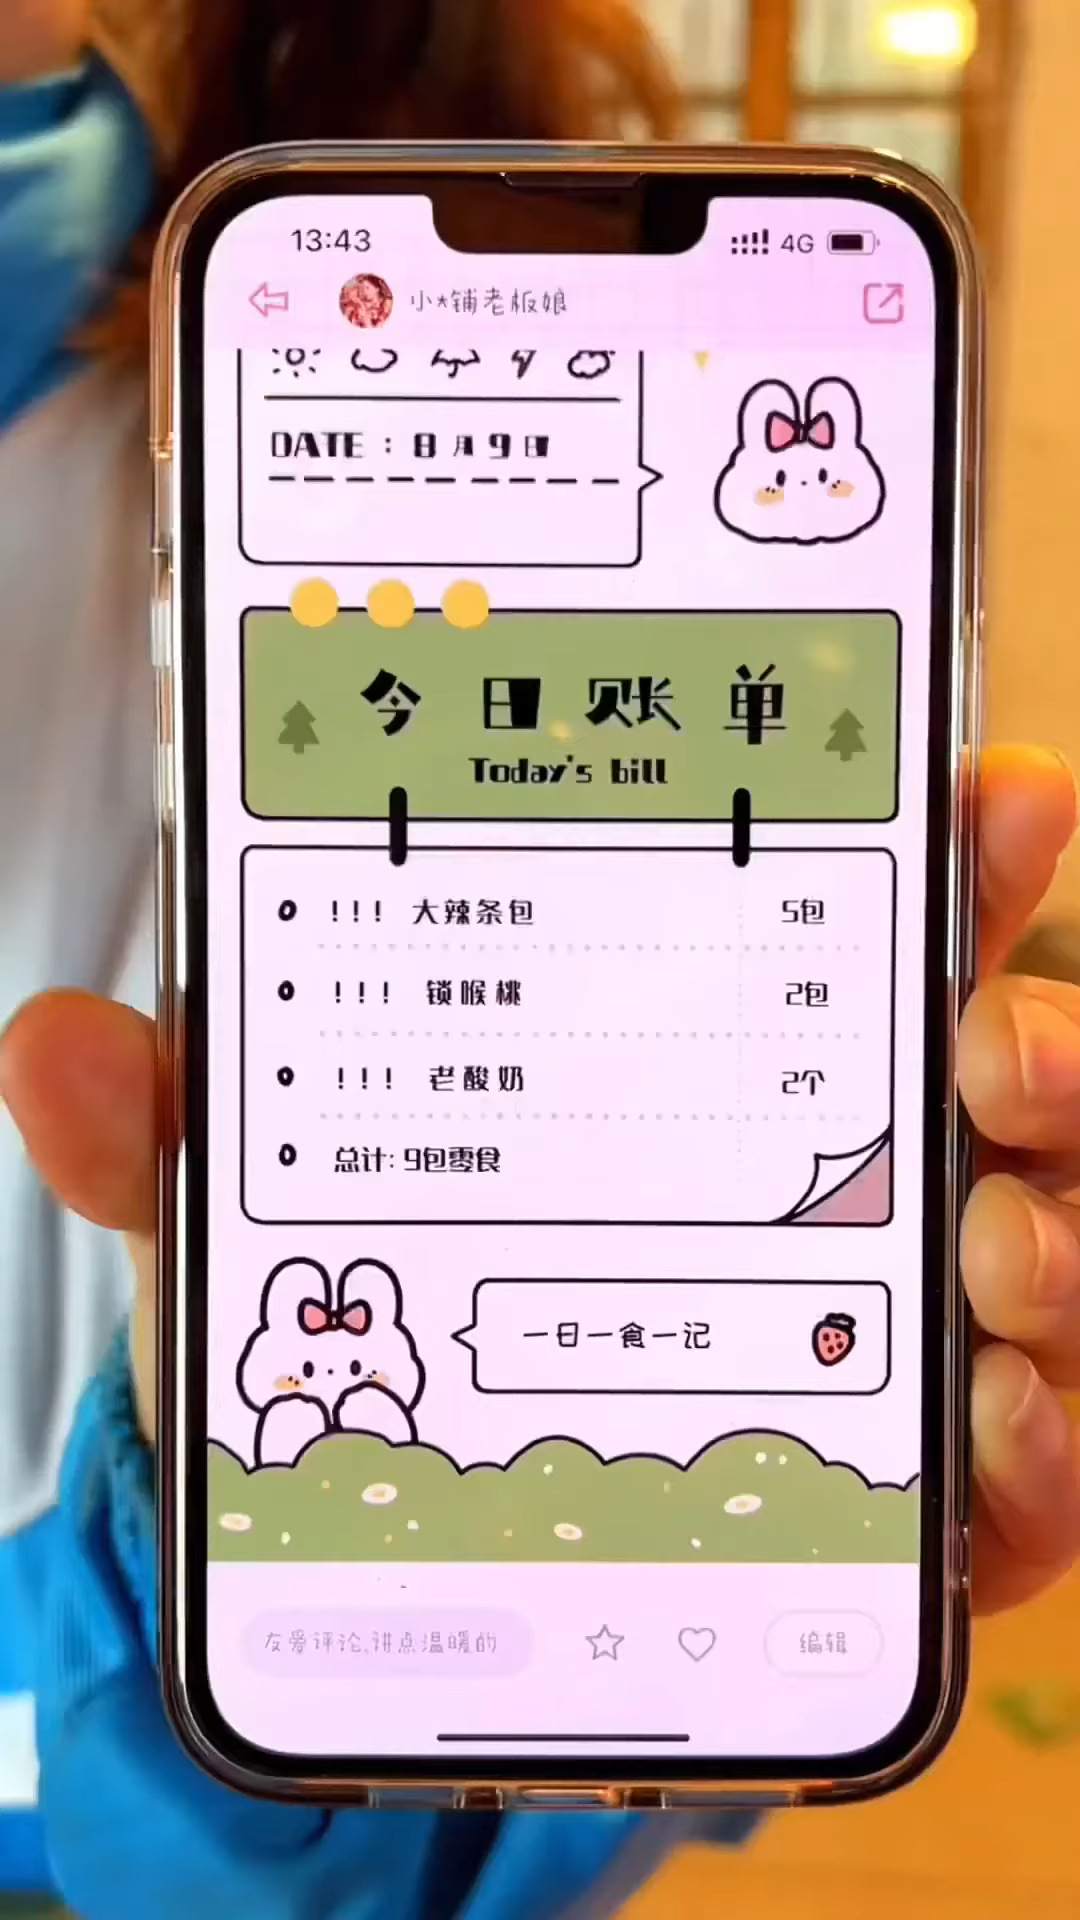 13:43 4G
小*铺老板娘
DATE : 8月9日
今日账单
Today's bill
!!! 大辣条包 5包
!!! 锁喉桃 2包
!!! 老酸奶 2个
总计: 9包零食
一日一食一记
友爱评论,讲点温暖的 编辑